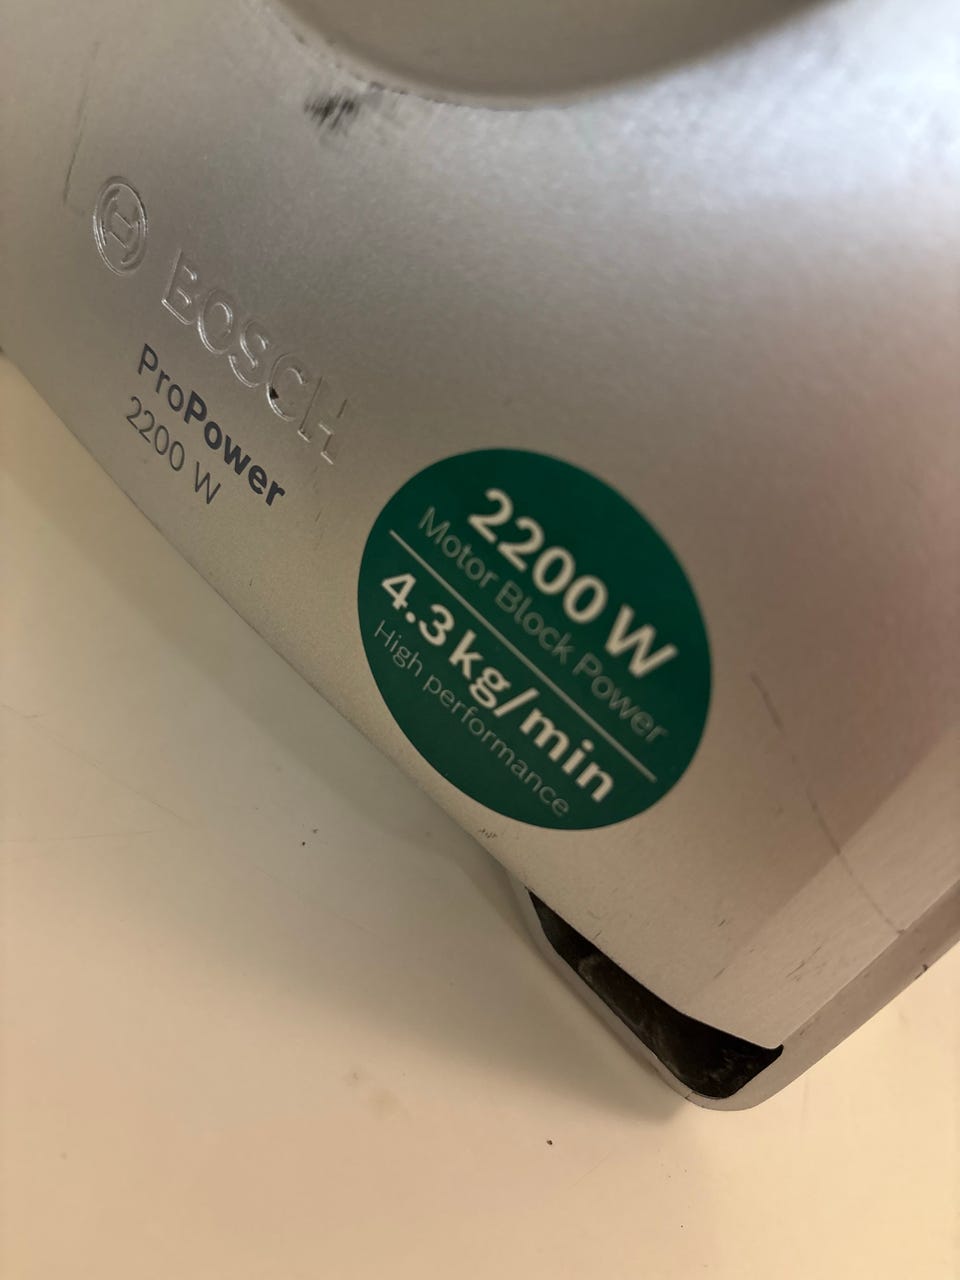 BOSCH
ProPower
2200 W
2200 W
Motor Block Power
4.3 kg/min
High performance